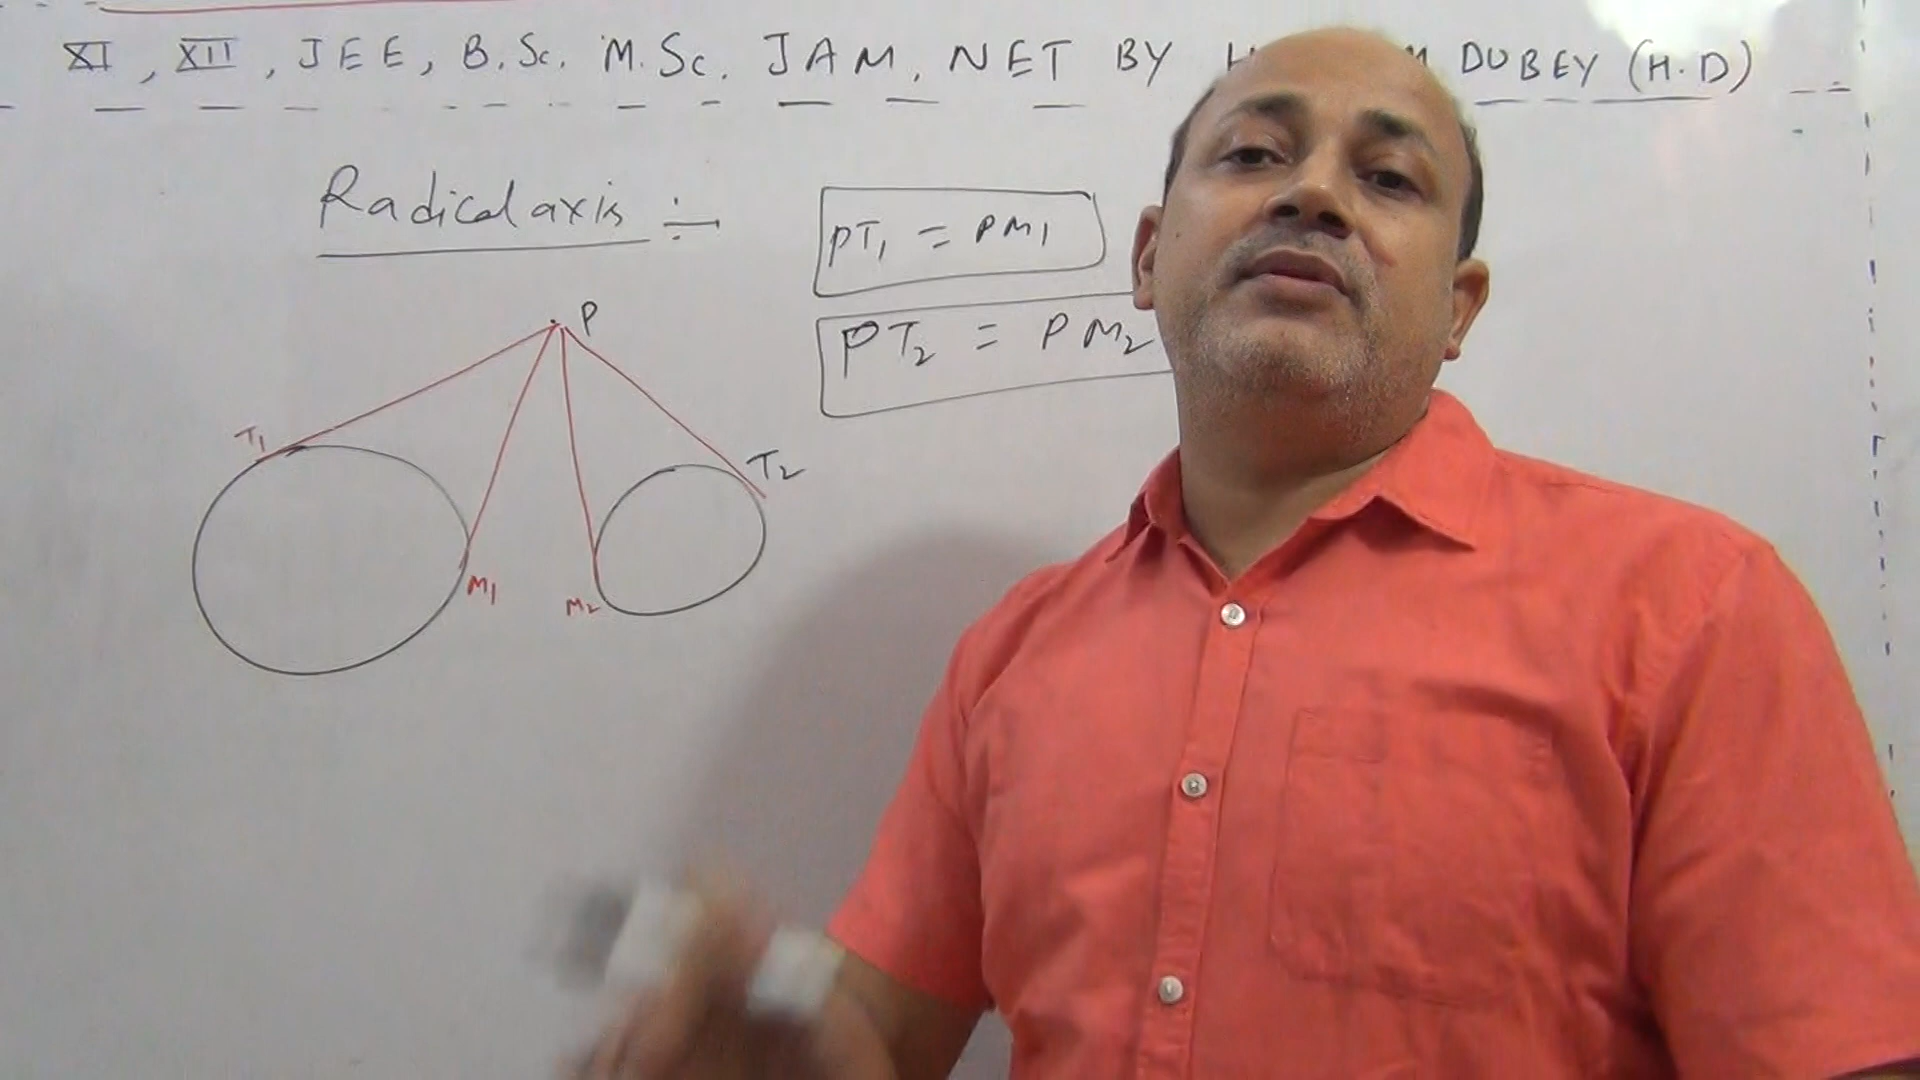 XI, XII, JEE, B.Sc. M.Sc. JAM, NET BY H M DUBEY (H.D)
Radical axis :-
PT1 = PM1
PT2 = PM2
P
T1
T2
M1
M2